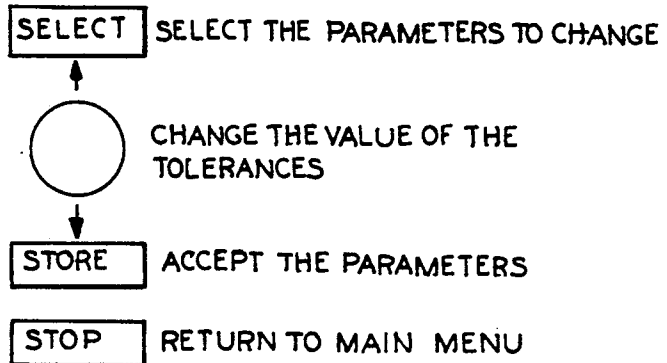 SELECT SELECT THE PARAMETERS TO CHANGE
CHANGE THE VALUE OF THE
TOLERANCES
STORE ACCEPT THE PARAMETERS
STOP RETURN TO MAIN MENU